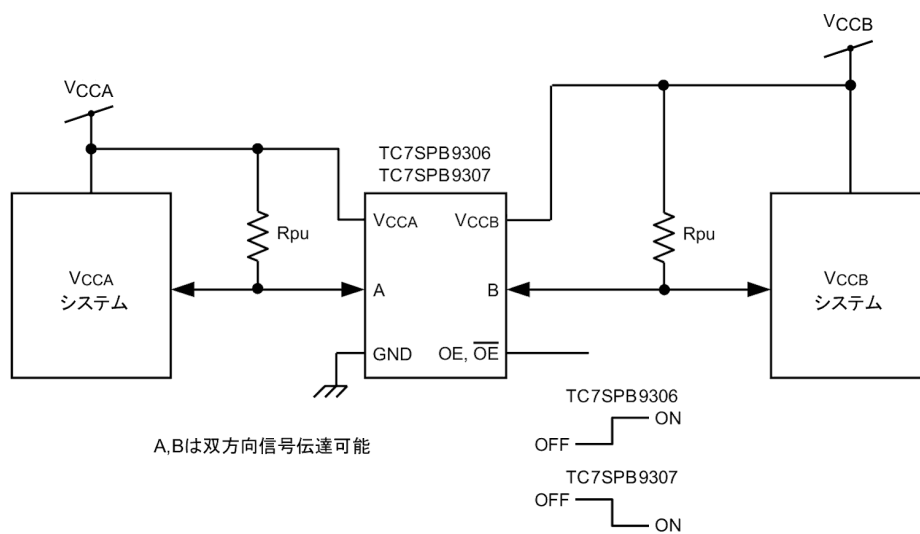 VCCB
VCCA
TC7SPB9306
TC7SPB9307
VCCA
VCCB
Rpu
Rpu
VCCA
システム
A
B
VCCB
システム
GND
OE, O̅E̅
TC7SPB9306
ON
OFF
A,Bは双方向信号伝達可能
TC7SPB9307
OFF
ON